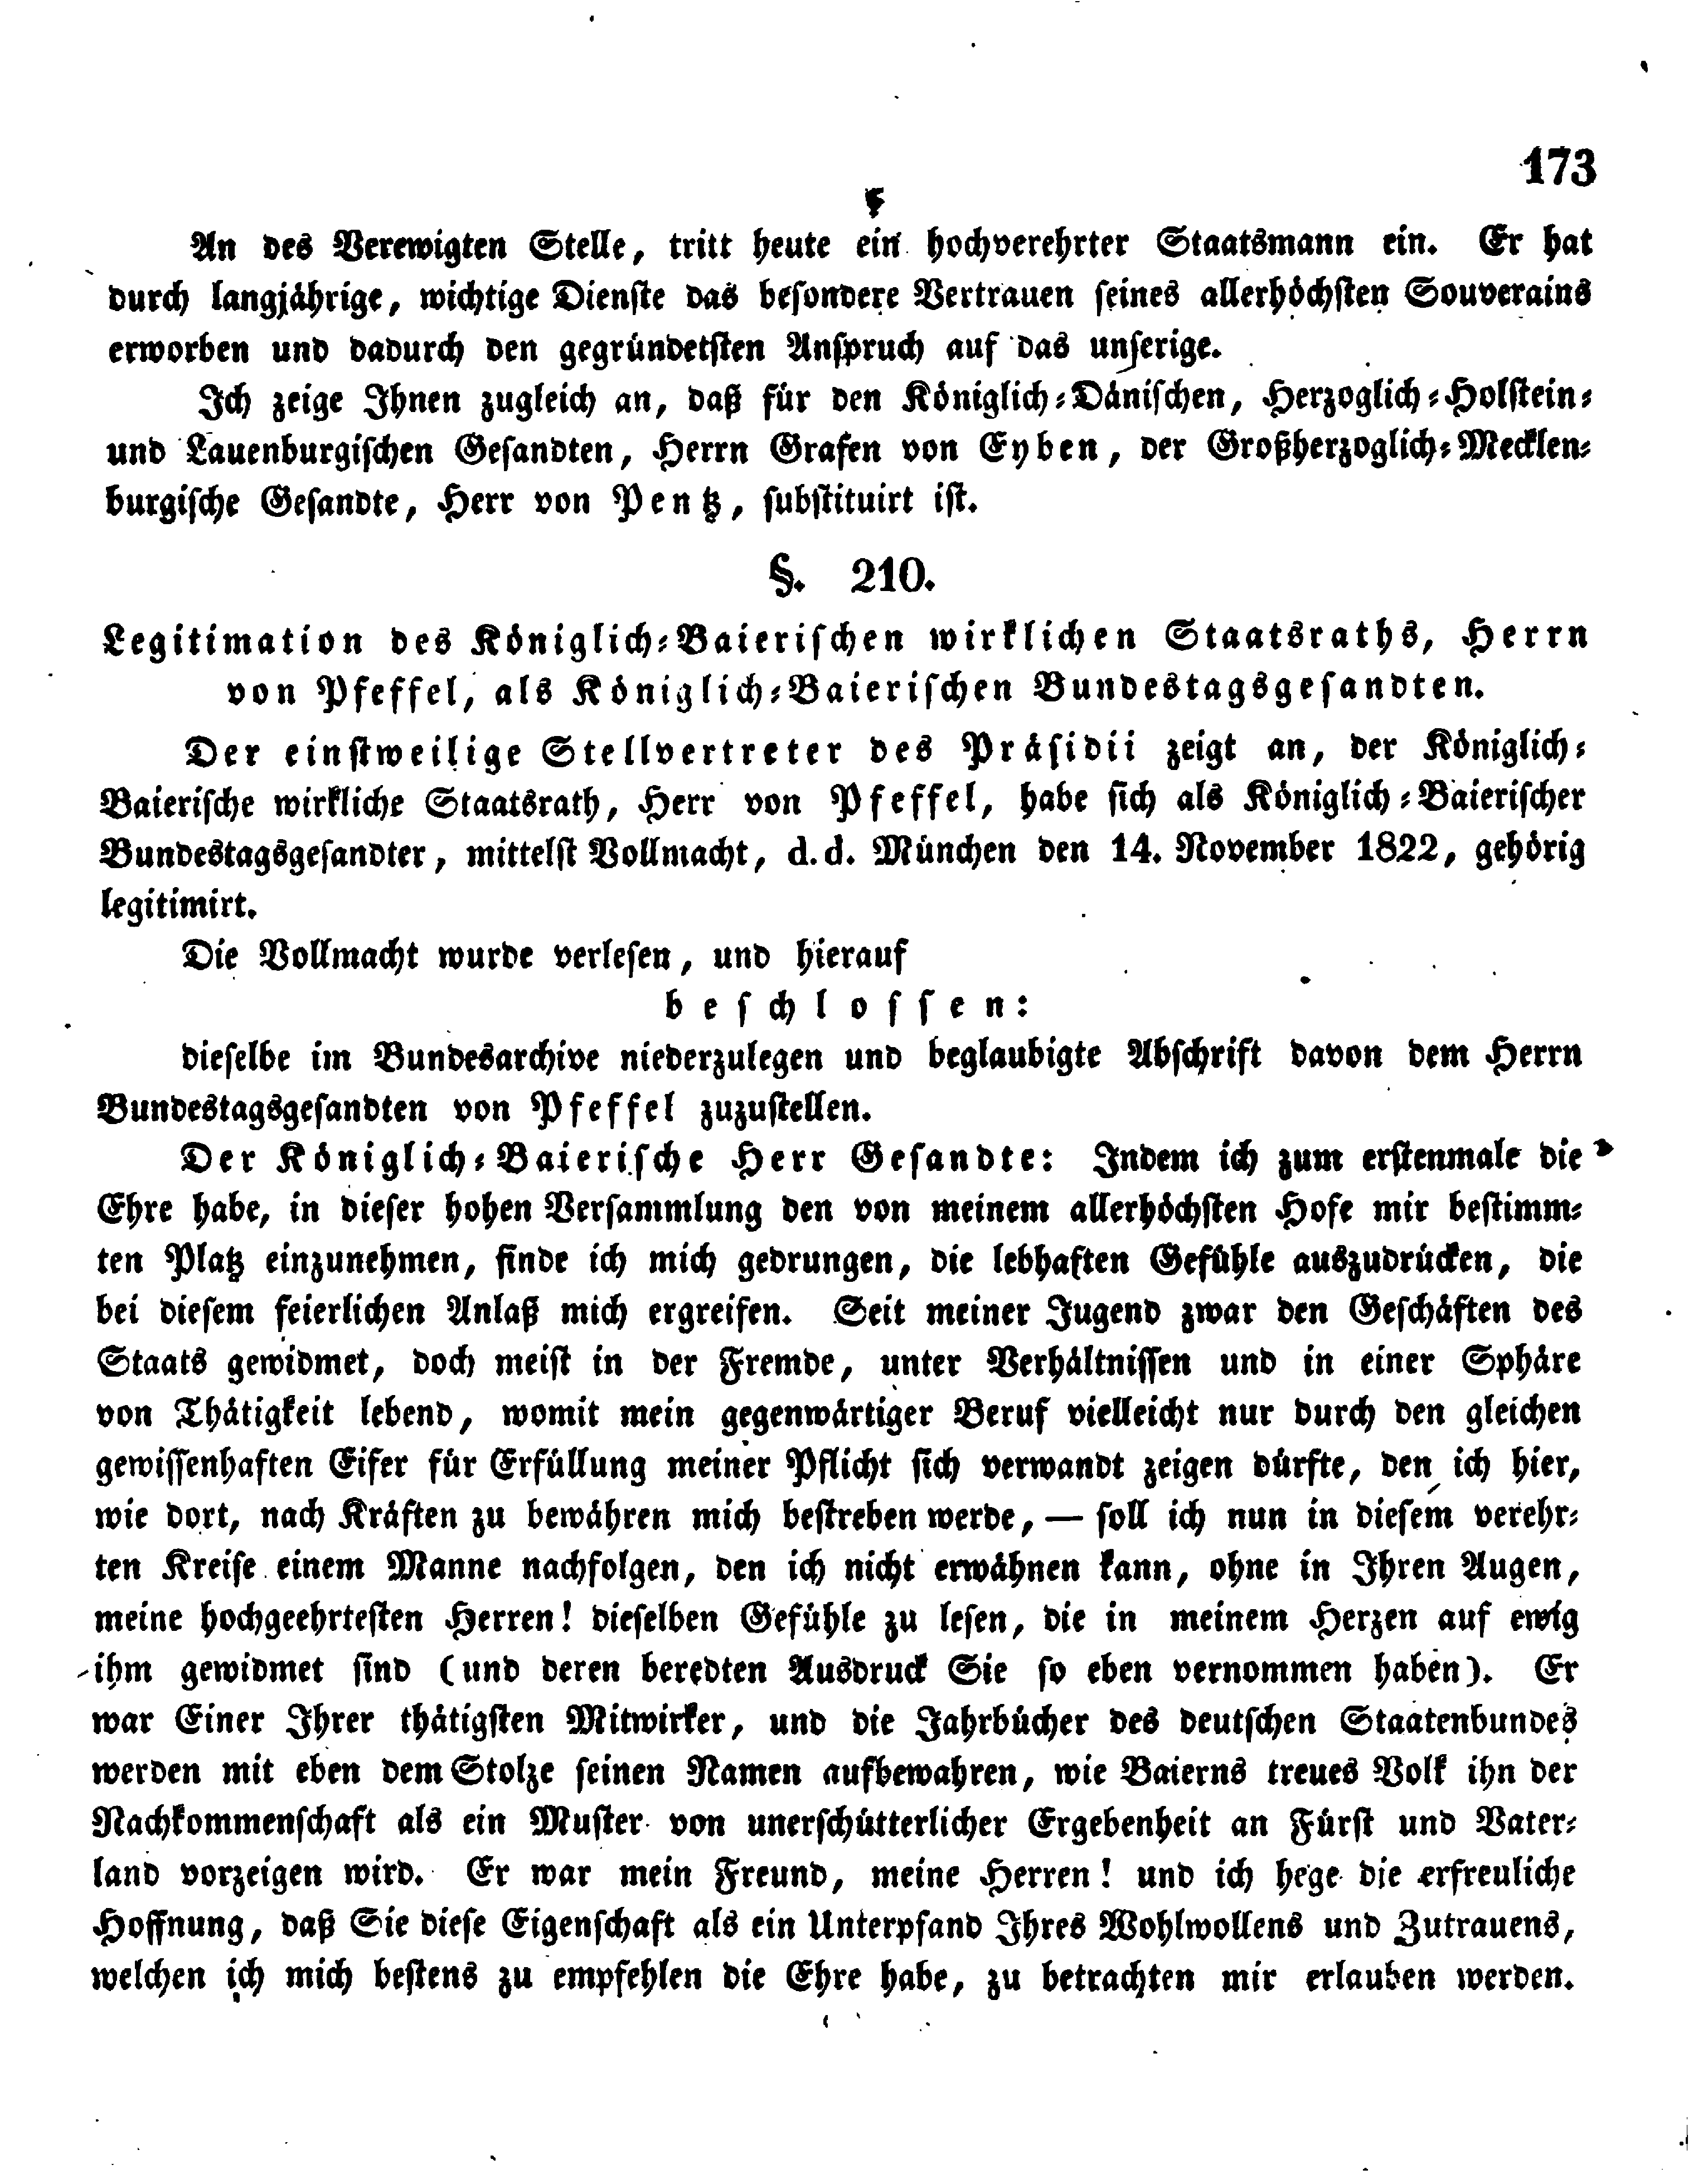 173
An des Verewigten Stelle, tritt heute ein hochverehrter Staatsmann ein. Er hat
durch langjährige, wichtige Dienste das besondere Vertrauen seines allerhöchsten Souverains
erworben und dadurch den gegründetsten Anspruch auf das unserige.
Ich zeige Ihnen zugleich an, daß für den Königlich-Dänischen, Herzoglich-Holstein-
und Lauenburgischen Gesandten, Herrn Grafen von Eyben, der Großherzoglich-Mecklen-
burgische Gesandte, Herr von Pentz, substituirt ist.
§. 210.
Legitimation des Königlich-Baierischen wirklichen Staatsraths, Herrn
von Pfeffel, als Königlich-Baierischen Bundestagsgesandten.
Der einstweilige Stellvertreter des Präsidii zeigt an, der Königlich-
Baierische wirkliche Staatsrath, Herr von Pfeffel, habe sich als Königlich-Baierischer
Bundestagsgesandter, mittelst Vollmacht, d. d. München den 14. November 1822, gehörig
legitimirt.
Die Vollmacht wurde verlesen, und hierauf
beschlossen:
dieselbe im Bundesarchive niederzulegen und beglaubigte Abschrift davon dem Herrn
Bundestagsgesandten von Pfeffel zuzustellen.
Der Königlich-Baierische Herr Gesandte: Indem ich zum erstenmale die
Ehre habe, in dieser hohen Versammlung den von meinem allerhöchsten Hofe mir bestimm-
ten Platz einzunehmen, finde ich mich gedrungen, die lebhaften Gefühle auszudrücken, die
bei diesem feierlichen Anlaß mich ergreifen. Seit meiner Jugend zwar den Geschäften des
Staats gewidmet, doch meist in der Fremde, unter Verhältnissen und in einer Sphäre
von Thätigkeit lebend, womit mein gegenwärtiger Beruf vielleicht nur durch den gleichen
gewissenhaften Eifer für Erfüllung meiner Pflicht sich verwandt zeigen dürfte, den ich hier,
wie dort, nach Kräften zu bewähren mich bestreben werde, — soll ich nun in diesem verehr-
ten Kreise einem Manne nachfolgen, den ich nicht erwähnen kann, ohne in Ihren Augen,
meine hochgeehrtesten Herren! dieselben Gefühle zu lesen, die in meinem Herzen auf ewig
ihm gewidmet sind (und deren beredten Ausdruck Sie so eben vernommen haben). Er
war Einer Ihrer thätigsten Mitwirker, und die Jahrbücher des deutschen Staatenbundes
werden mit eben dem Stolze seinen Namen aufbewahren, wie Baierns treues Volk ihn der
Nachkommenschaft als ein Muster von unerschütterlicher Ergebenheit an Fürst und Vater-
land vorzeigen wird. Er war mein Freund, meine Herren! und ich hege die erfreuliche
Hoffnung, daß Sie diese Eigenschaft als ein Unterpfand Ihres Wohlwollens und Zutrauens,
welchen ich mich bestens zu empfehlen die Ehre habe, zu betrachten mir erlauben werden.